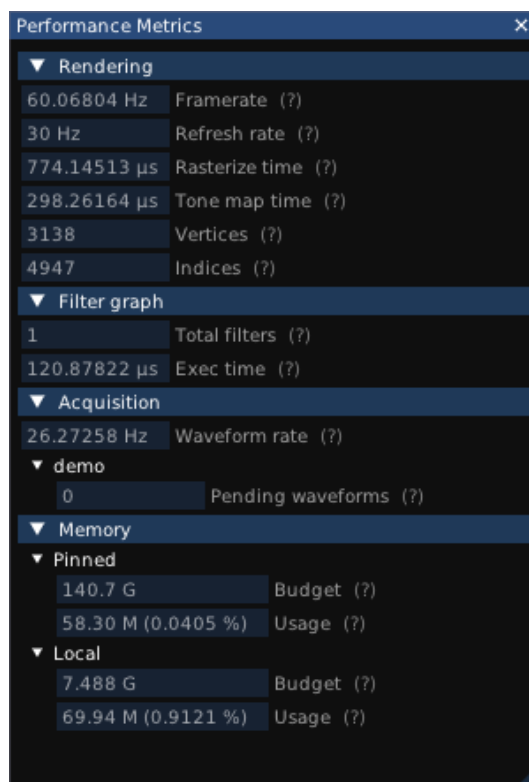 Performance Metrics ×
▼ Rendering
60.06804 Hz Framerate (?)
30 Hz Refresh rate (?)
774.14513 µs Rasterize time (?)
298.26164 µs Tone map time (?)
3138 Vertices (?)
4947 Indices (?)
▼ Filter graph
1 Total filters (?)
120.87822 µs Exec time (?)
▼ Acquisition
26.27258 Hz Waveform rate (?)
▼ demo
0 Pending waveforms (?)
▼ Memory
▼ Pinned
140.7 G Budget (?)
58.30 M (0.0405 %) Usage (?)
▼ Local
7.488 G Budget (?)
69.94 M (0.9121 %) Usage (?)